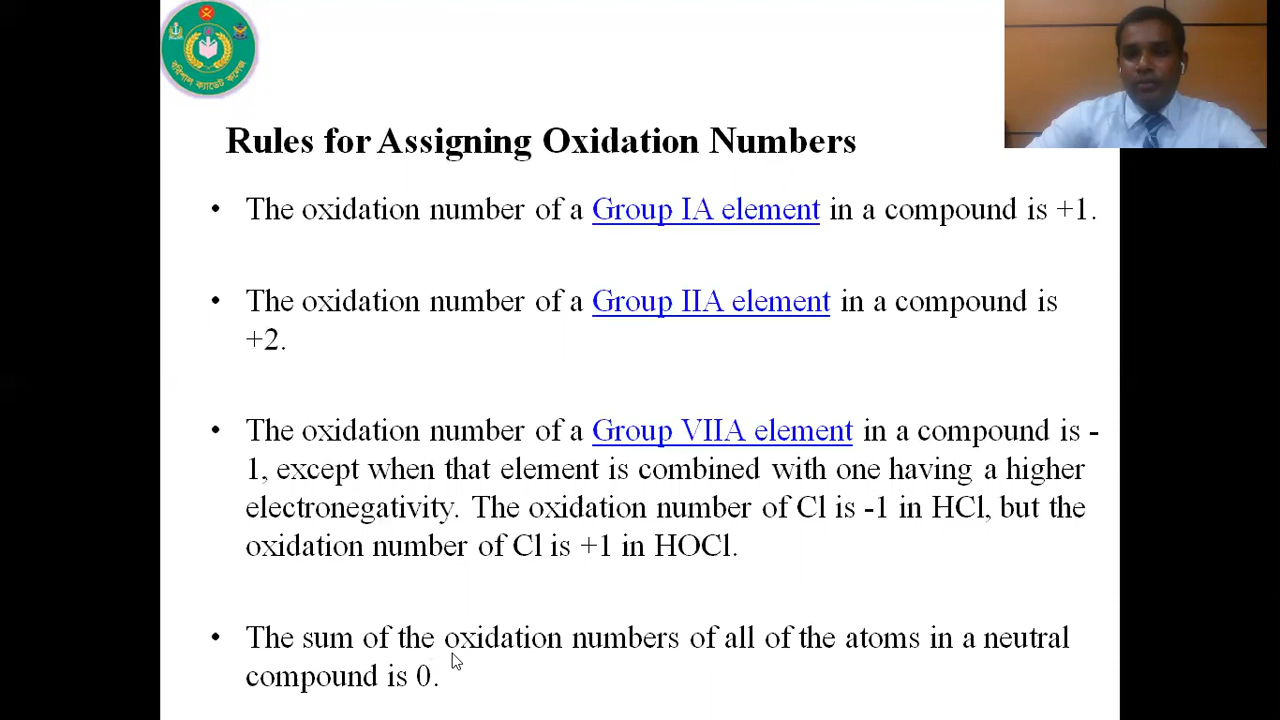 বরিশাল ক্যাডেট কলেজ
Rules for Assigning Oxidation Numbers
• The oxidation number of a Group IA element in a compound is +1.
• The oxidation number of a Group IIA element in a compound is
+2.
• The oxidation number of a Group VIIA element in a compound is -
1, except when that element is combined with one having a higher
electronegativity. The oxidation number of Cl is -1 in HCl, but the
oxidation number of Cl is +1 in HOCl.
• The sum of the oxidation numbers of all of the atoms in a neutral
compound is 0.